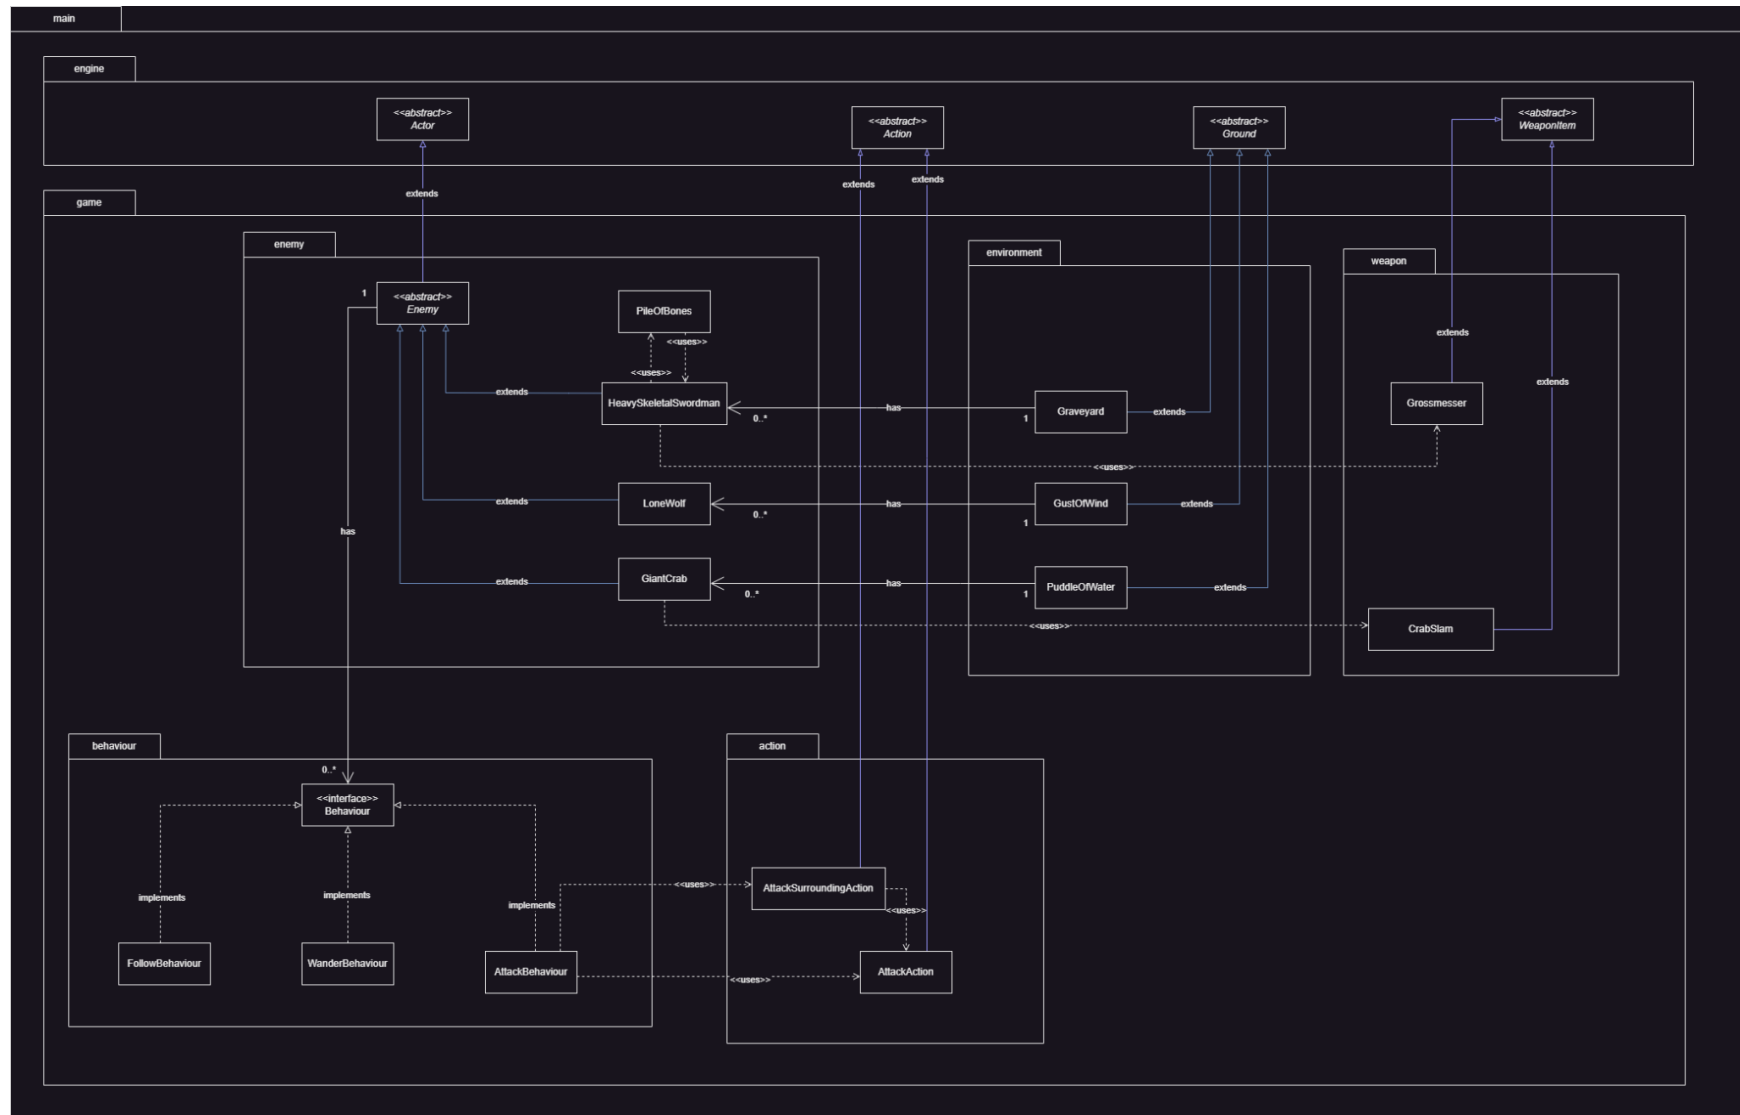 main
engine
<<abstract>>
Actor
<<abstract>>
Action
<<abstract>>
Ground
<<abstract>>
WeaponItem
extends
extends
extends
game
enemy
environment
weapon
1
<<abstract>>
Enemy
PileOfBones
<<uses>>
<<uses>>
extends
extends
extends
HeavySkeletalSwordman
0..*
has
1
Graveyard
extends
Grossmesser
<<uses>>
extends
LoneWolf
0..*
has
1
GustOfWind
extends
has
extends
GiantCrab
0..*
has
1
PuddleOfWater
extends
<<uses>>
CrabSlam
behaviour
action
0..*
<<interface>>
Behaviour
implements
implements
implements
<<uses>>
AttackSurroundingAction
<<uses>>
FollowBehaviour
WanderBehaviour
AttackBehaviour
<<uses>>
AttackAction